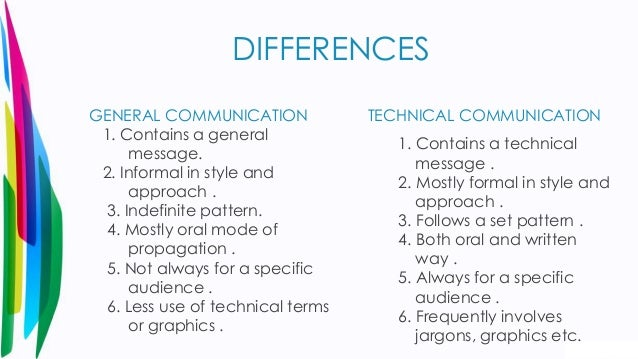 DIFFERENCES
GENERAL COMMUNICATION
1. Contains a general
message.
2. Informal in style and
approach .
3. Indefinite pattern.
4. Mostly oral mode of
propagation .
5. Not always for a specific
audience .
6. Less use of technical terms
or graphics .
TECHNICAL COMMUNICATION
1. Contains a technical
message .
2. Mostly formal in style and
approach .
3. Follows a set pattern .
4. Both oral and written
way .
5. Always for a specific
audience .
6. Frequently involves
jargons, graphics etc.